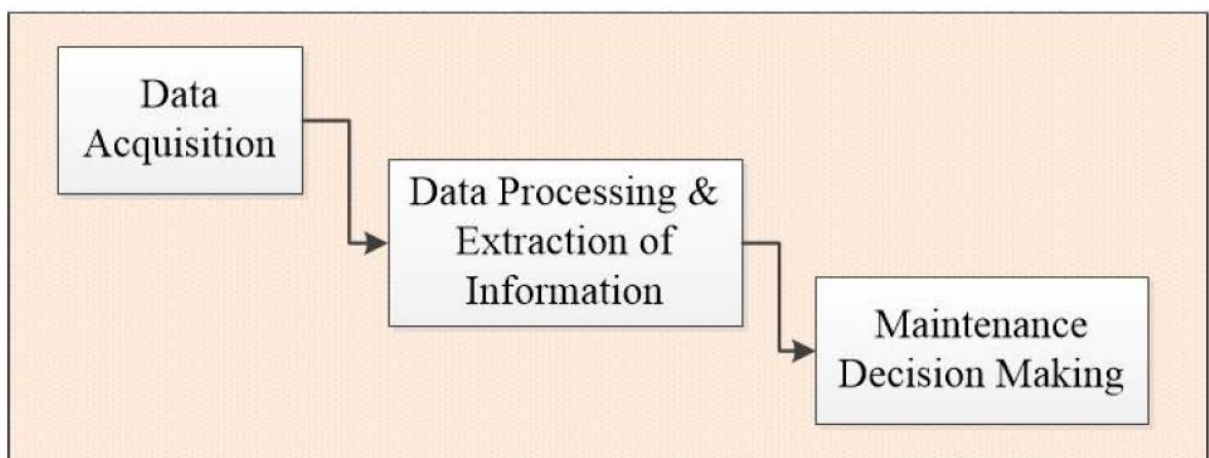 Data
Acquisition
Data Processing &
Extraction of
Information
Maintenance
Decision Making